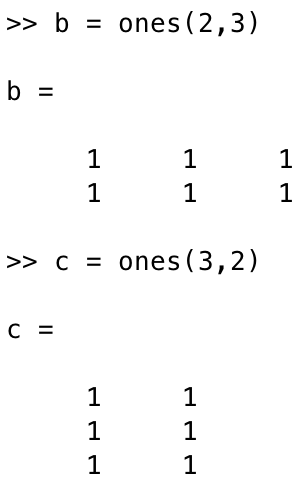 >> b = ones(2,3)
b =
1 1 1
1 1 1
>> c = ones(3,2)
c =
1 1
1 1
1 1